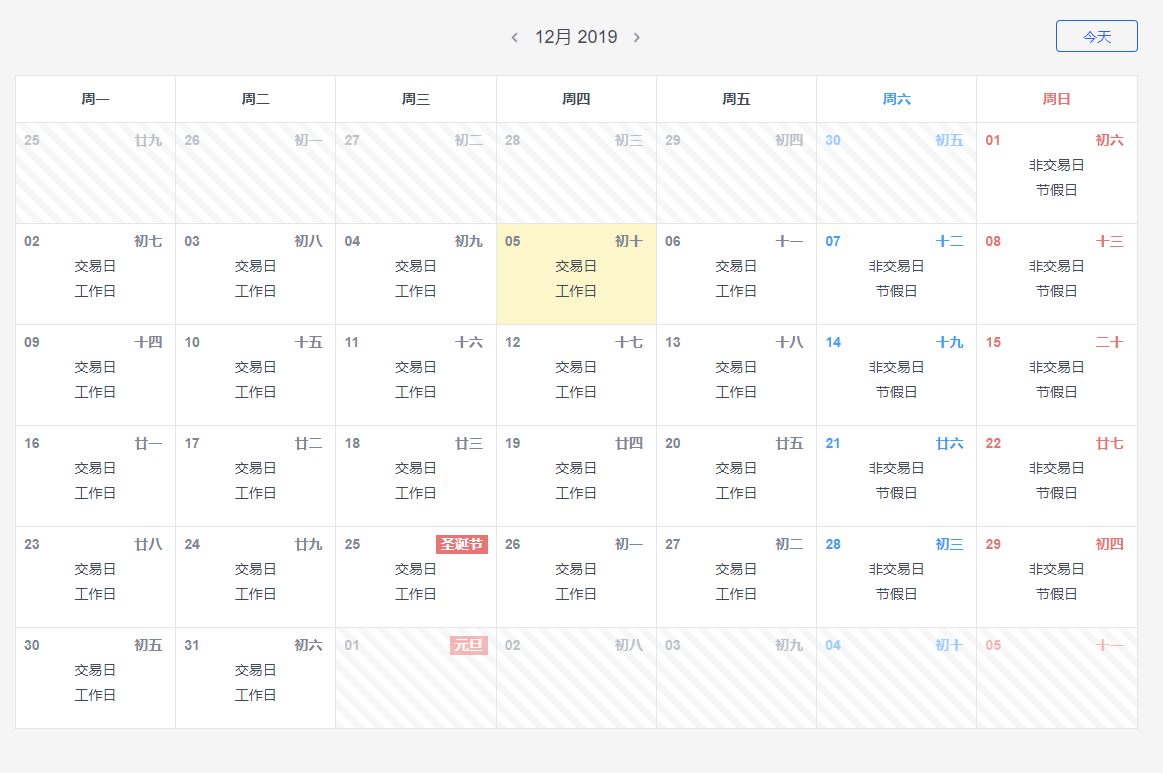 12月 2019
今天
周一 周二 周三 周四 周五 周六 周日
25 廿九 26 初一 27 初二 28 初三 29 初四 30 初五 01 初六
非交易日
节假日
02 初七 03 初八 04 初九 05 初十 06 十一 07 十二 08 十三
交易日 交易日 交易日 交易日 交易日 非交易日 非交易日
工作日 工作日 工作日 工作日 工作日 节假日 节假日
09 十四 10 十五 11 十六 12 十七 13 十八 14 十九 15 二十
交易日 交易日 交易日 交易日 交易日 非交易日 非交易日
工作日 工作日 工作日 工作日 工作日 节假日 节假日
16 廿一 17 廿二 18 廿三 19 廿四 20 廿五 21 廿六 22 廿七
交易日 交易日 交易日 交易日 交易日 非交易日 非交易日
工作日 工作日 工作日 工作日 工作日 节假日 节假日
23 廿八 24 廿九 25 圣诞节 26 初一 27 初二 28 初三 29 初四
交易日 交易日 交易日 交易日 交易日 非交易日 非交易日
工作日 工作日 工作日 工作日 工作日 节假日 节假日
30 初五 31 初六 01 元旦 02 初八 03 初九 04 初十 05 十一
交易日 交易日
工作日 工作日